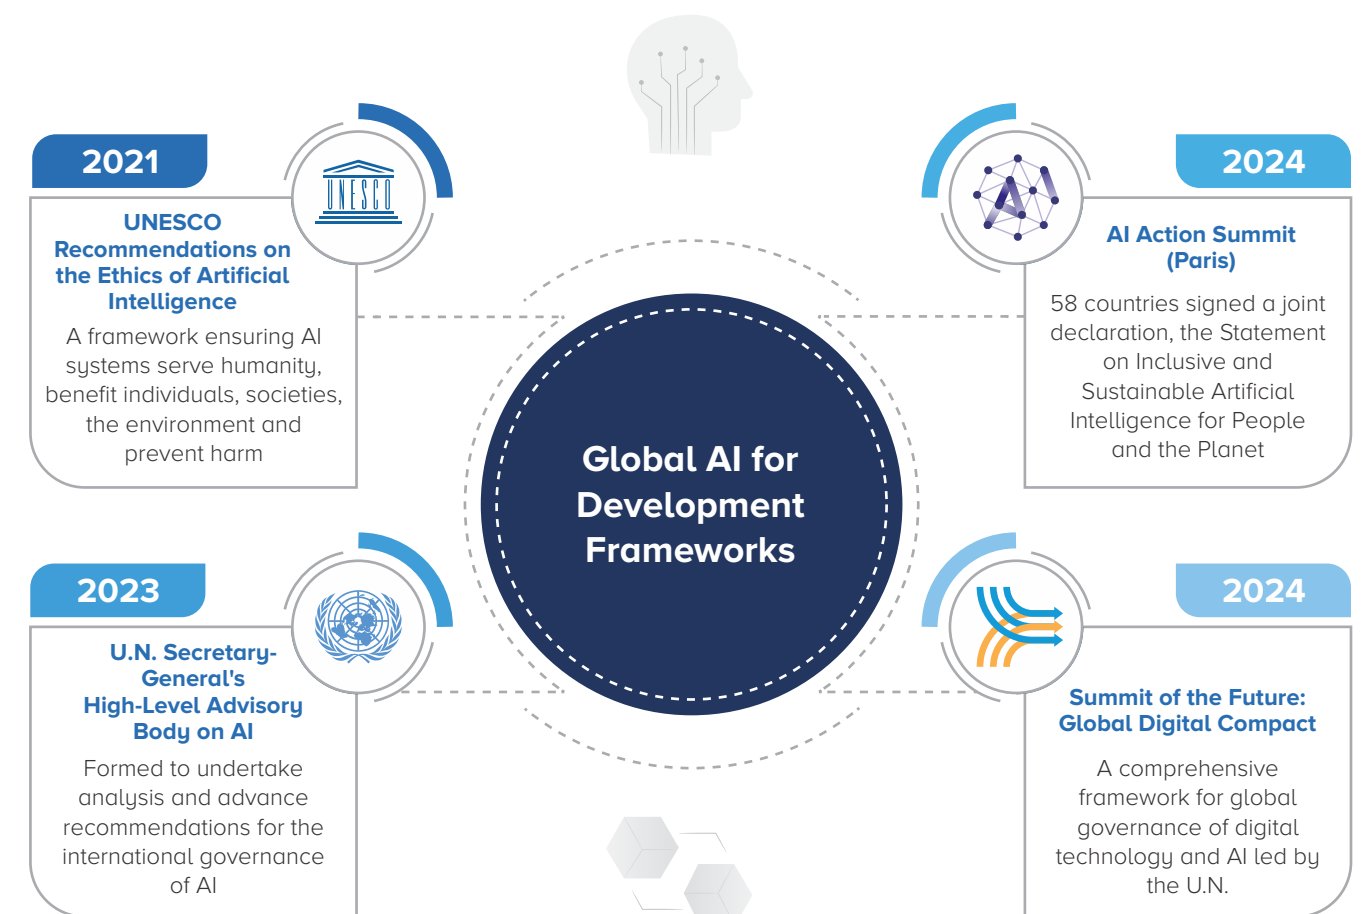 2021
UNESCO
UNESCO
Recommendations on
the Ethics of Artificial
Intelligence
A framework ensuring AI
systems serve humanity,
benefit individuals, societies,
the environment and
prevent harm
2024
AI
AI Action Summit
(Paris)
58 countries signed a joint
declaration, the Statement
on Inclusive and
Sustainable Artificial
Intelligence for People
and the Planet
Global AI for
Development
Frameworks
2023
U.N. Secretary-
General's
High-Level Advisory
Body on AI
Formed to undertake
analysis and advance
recommendations for the
international governance
of AI
2024
Summit of the Future:
Global Digital Compact
A comprehensive
framework for global
governance of digital
technology and AI led by
the U.N.